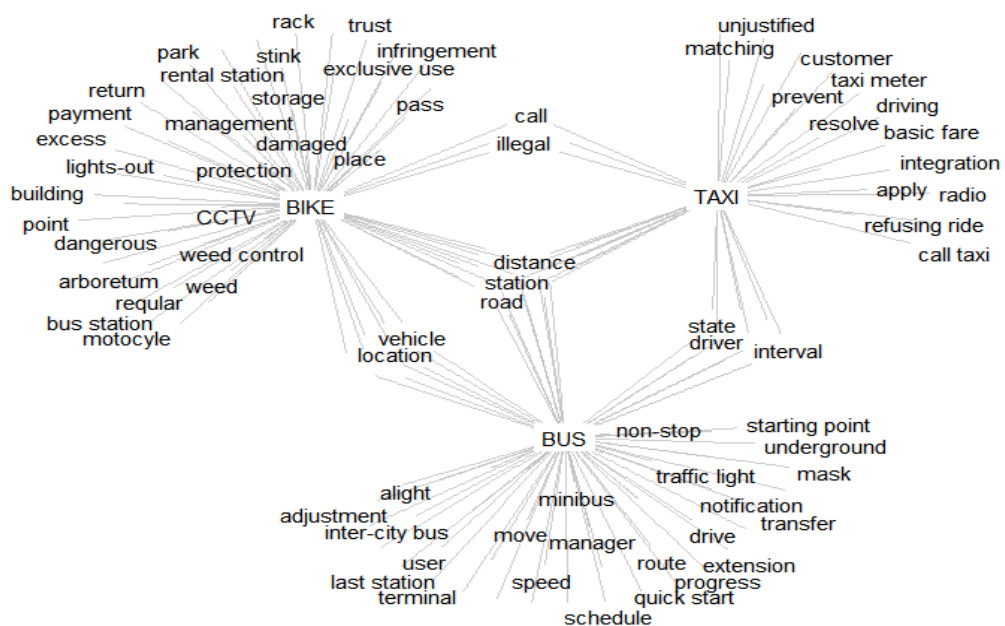 rack
trust
unjustified
park
stink
infringement
matching
rental station
exclusive use
customer
return
storage
pass
taxi meter
payment
management
call
prevent
driving
excess
damaged
illegal
resolve
basic fare
lights-out
protection
place
integration
building
BIKE
TAXI
apply
radio
point
CCTV
refusing ride
dangerous
weed control
distance
call taxi
arboretum
weed
station
reqular
road
bus station
motocyle
vehicle
state
location
driver
interval
BUS
non-stop
starting point
underground
alight
traffic light
mask
adjustment
minibus
notification
inter-city bus
move
manager
drive
transfer
user
route
extension
last station
speed
progress
terminal
quick start
schedule